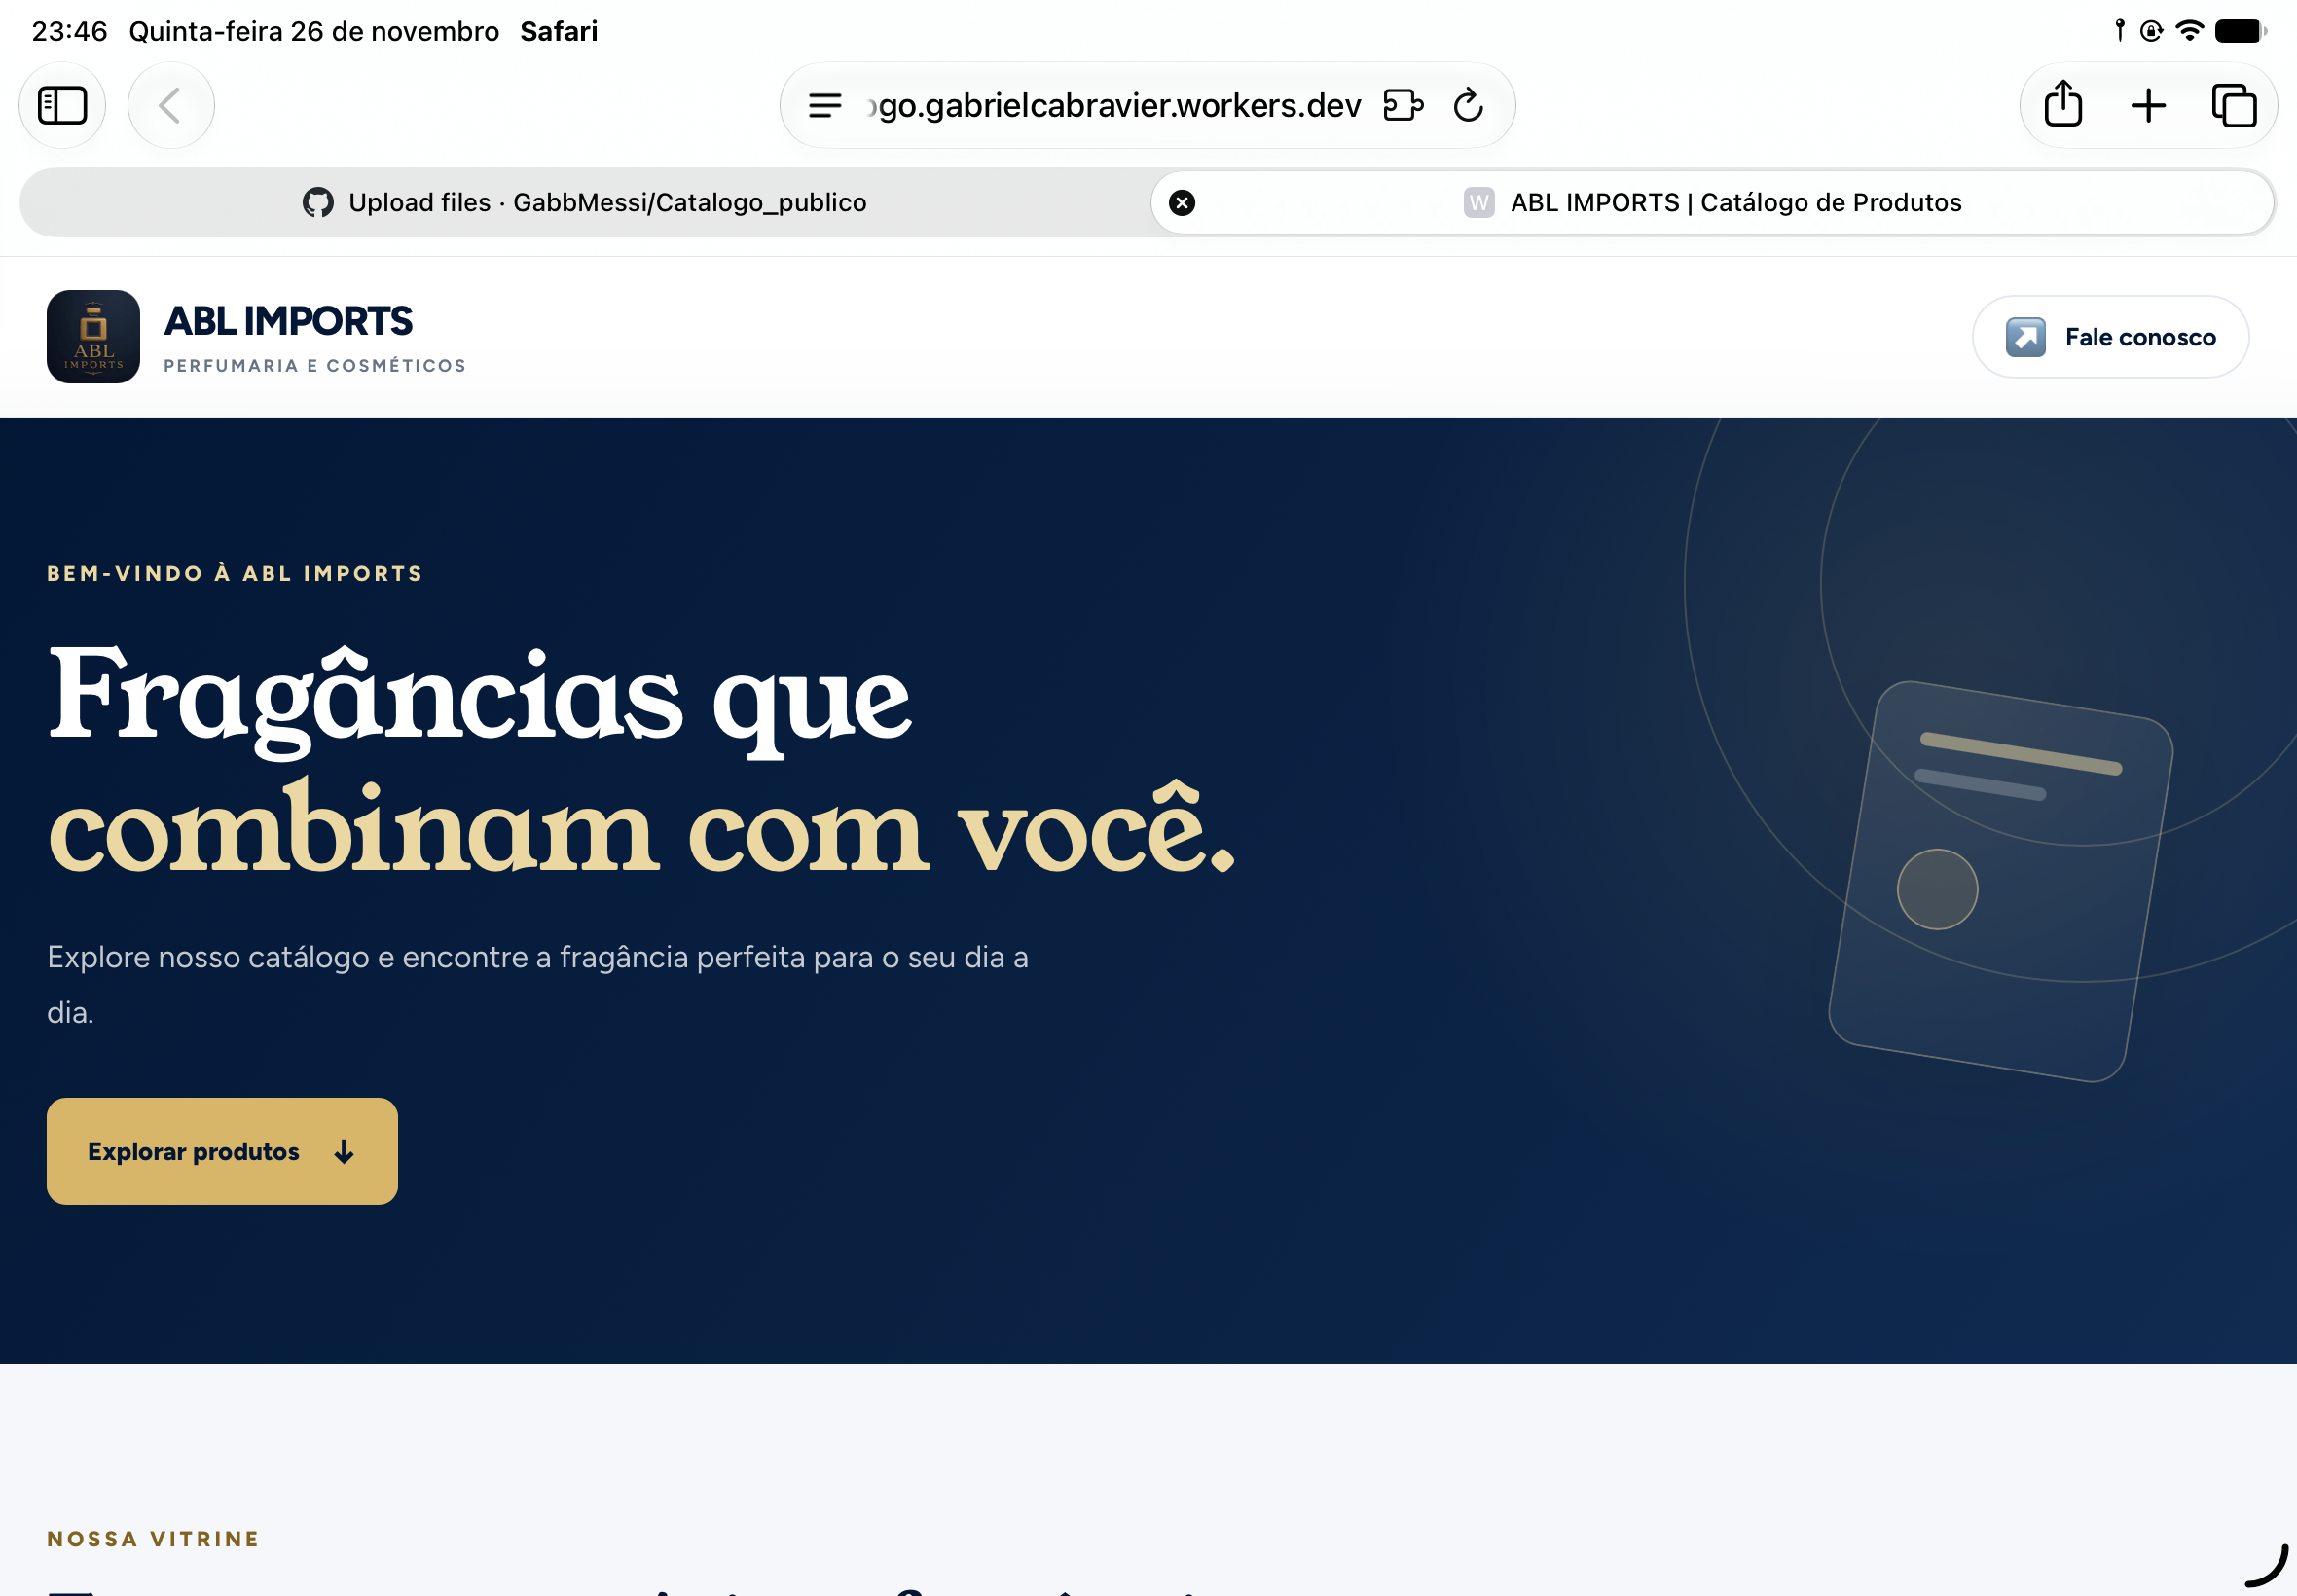 23:46 Quinta-feira 26 de novembro Safari
go.gabrielcabravier.workers.dev
Upload files · GabbMessi/Catalogo_publico
W ABL IMPORTS | Catálogo de Produtos
ABL
IMPORTS
ABL IMPORTS
PERFUMARIA E COSMÉTICOS
Fale conosco
BEM-VINDO À ABL IMPORTS
Fragâncias que
combinam com você.
Explore nosso catálogo e encontre a fragância perfeita para o seu dia a
dia.
Explorar produtos
NOSSA VITRINE